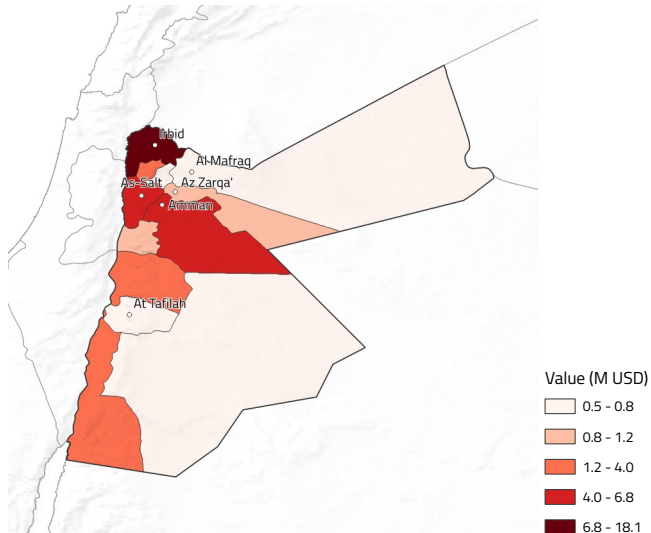 Irbid
Al Mafraq
As-Salt
Az Zarqa'
Amman
At Tafilah
Value (M USD)
0.5 - 0.8
0.8 - 1.2
1.2 - 4.0
4.0 - 6.8
6.8 - 18.1